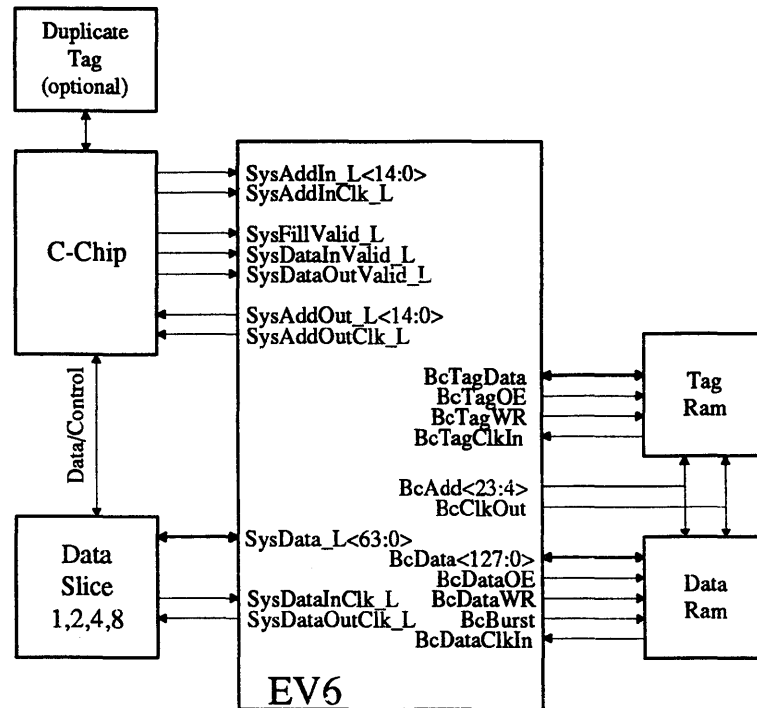 Duplicate
Tag
(optional)
C-Chip
SysAddIn_L<14:0>
SysAddInClk_L
SysFillValid_L
SysDataInValid_L
SysDataOutValid_L
SysAddOut_L<14:0>
SysAddOutClk_L
Data/Control
BcTagData
BcTagOE
BcTagWR
BcTagClkIn
Tag
Ram
BcAdd<23:4>
BcClkOut
Data
Slice
1,2,4,8
SysData_L<63:0>
SysDataInClk_L
SysDataOutClk_L
BcData<127:0>
BcDataOE
BcDataWR
BcBurst
BcDataClkIn
Data
Ram
EV6